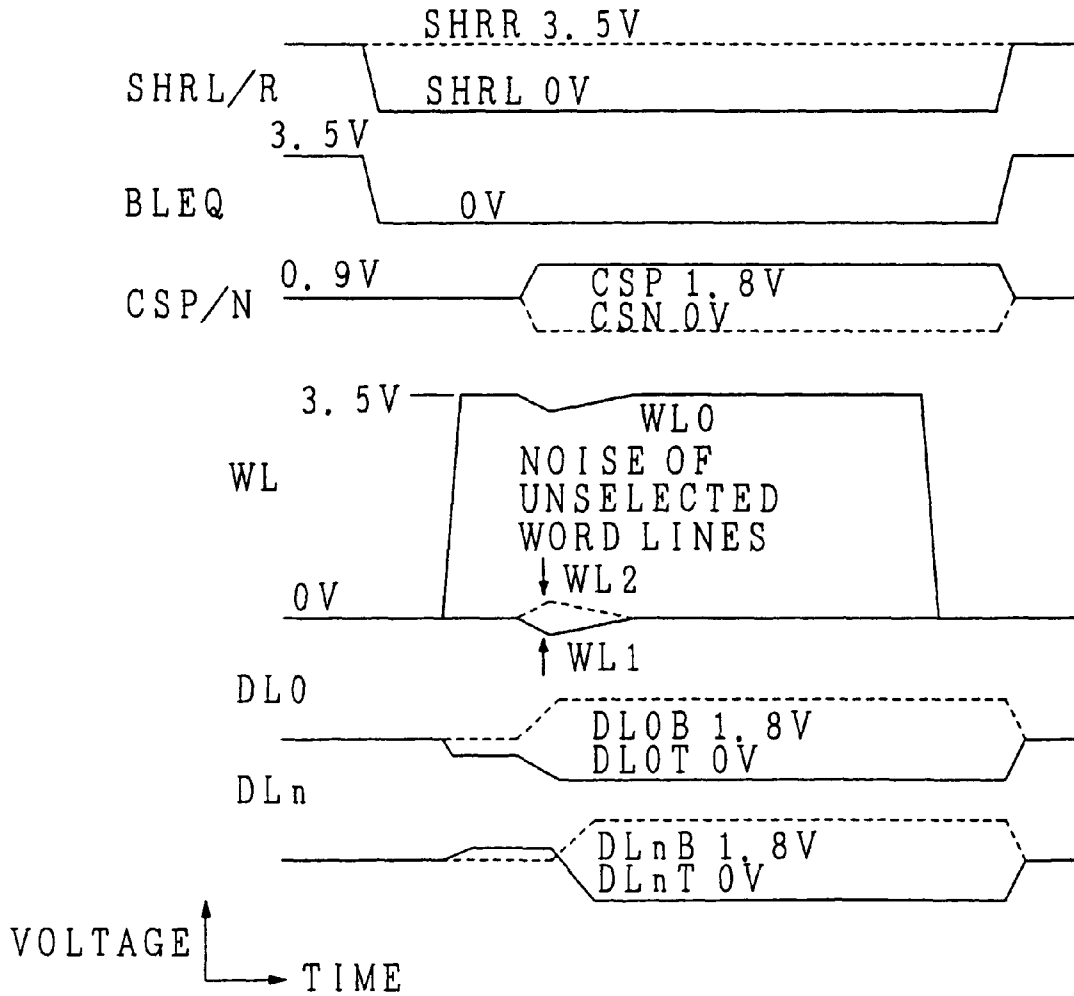 SHRR 3.5V
SHRL/R
SHRL 0V
3.5V
BLEQ
0V
0.9V
CSP/N
CSP 1.8V
CSN 0V
3.5V
WL0
WL
NOISE OF
UNSELECTED
WORD LINES
0V
WL2
WL1
DL0
DL0B 1.8V
DL0T 0V
DLn
DLnB 1.8V
DLnT 0V
VOLTAGE
TIME